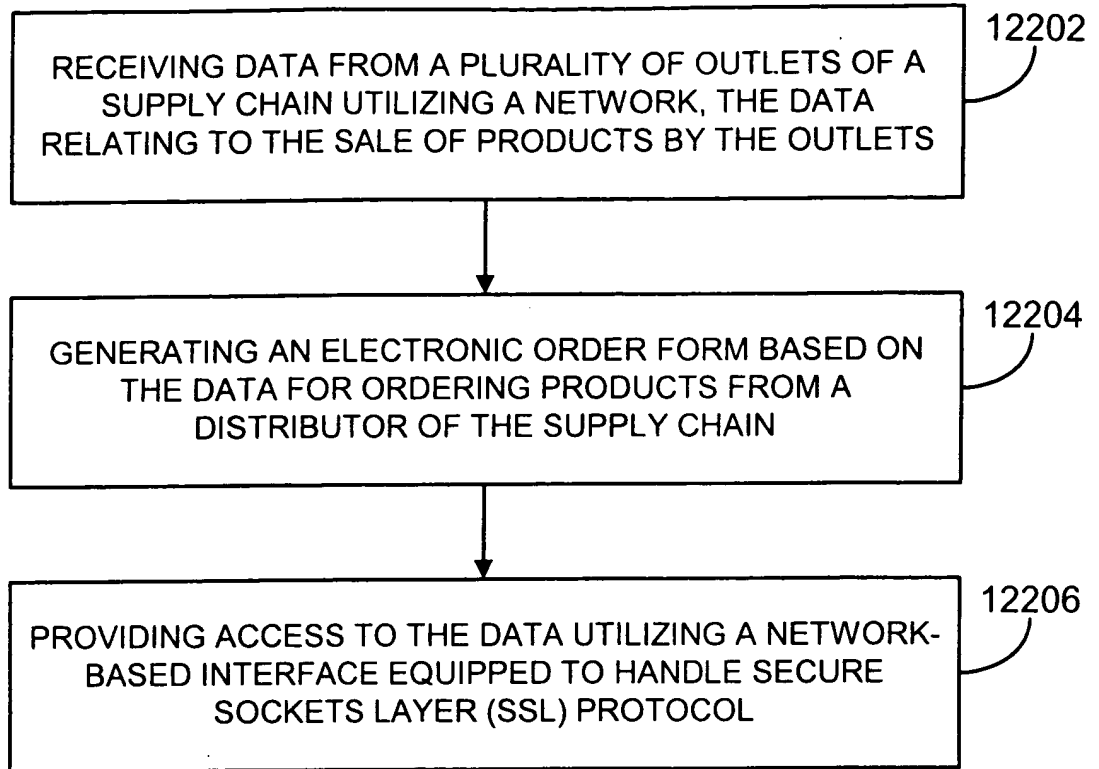 12202
RECEIVING DATA FROM A PLURALITY OF OUTLETS OF A
SUPPLY CHAIN UTILIZING A NETWORK, THE DATA
RELATING TO THE SALE OF PRODUCTS BY THE OUTLETS
12204
GENERATING AN ELECTRONIC ORDER FORM BASED ON
THE DATA FOR ORDERING PRODUCTS FROM A
DISTRIBUTOR OF THE SUPPLY CHAIN
12206
PROVIDING ACCESS TO THE DATA UTILIZING A NETWORK-
BASED INTERFACE EQUIPPED TO HANDLE SECURE
SOCKETS LAYER (SSL) PROTOCOL